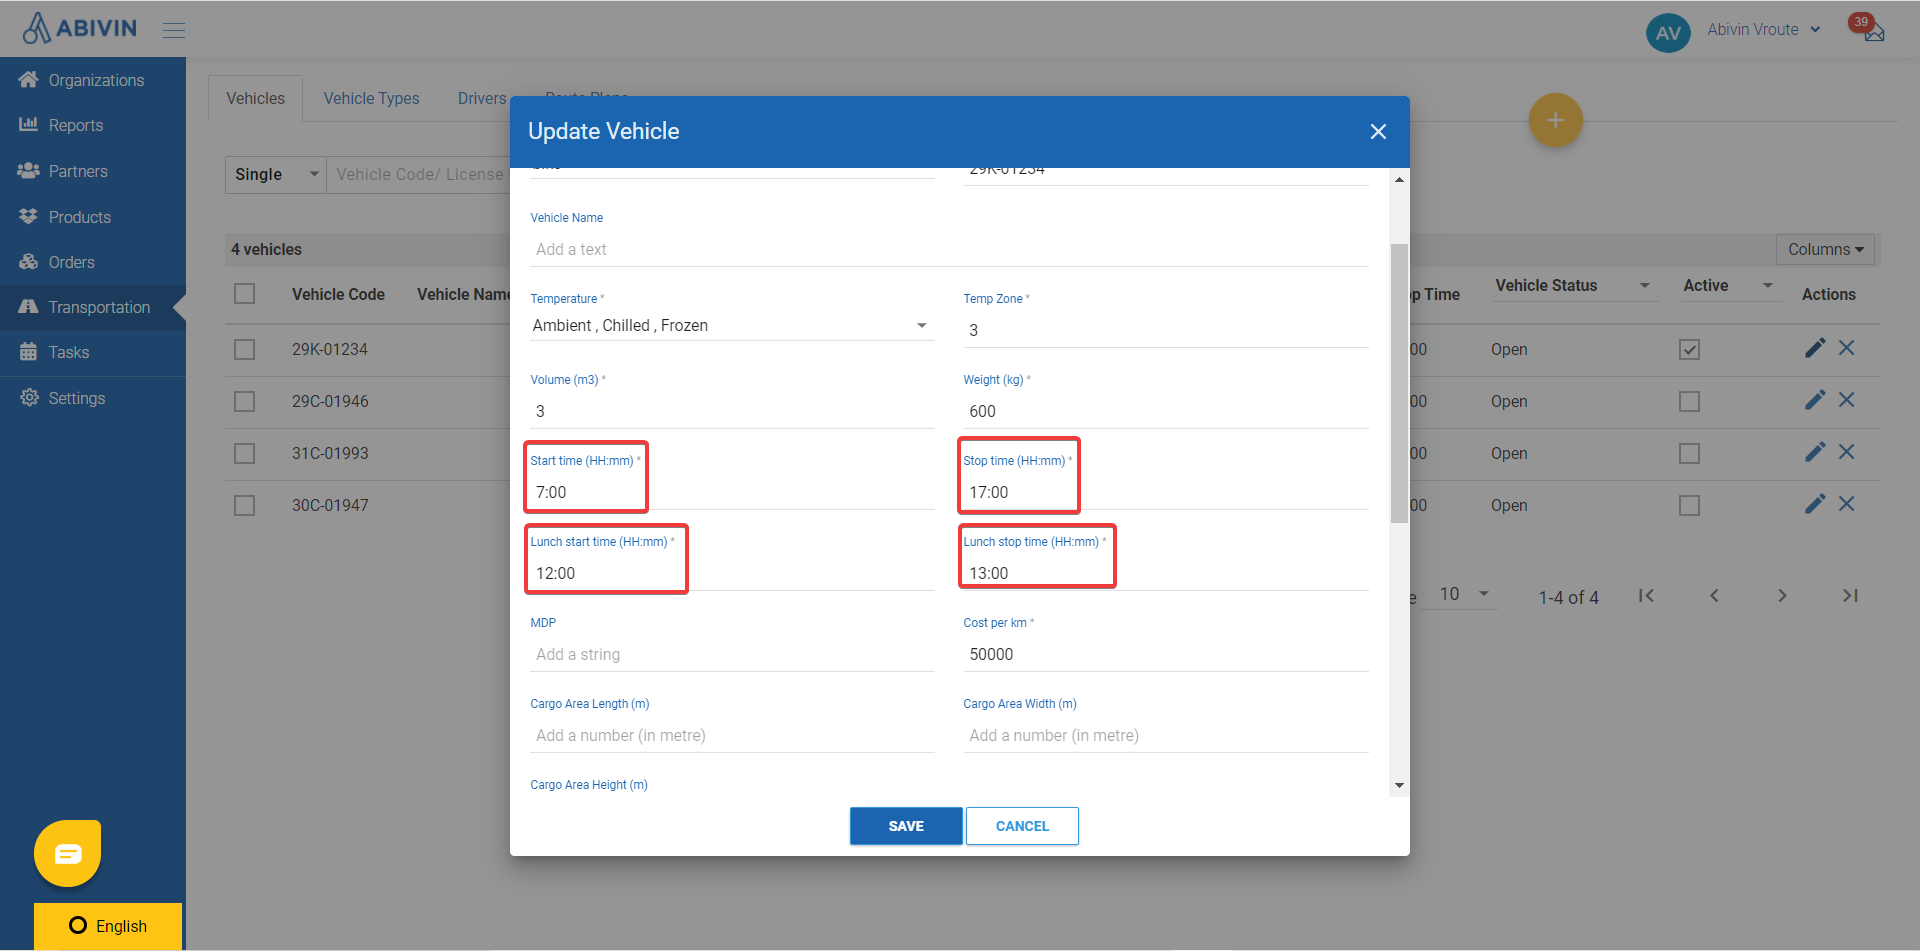 ABIVIN
AV
Abivin Vroute
39
Organizations
Reports
Partners
Products
Orders
Transportation
Tasks
Settings
English
Vehicles
Vehicle Types
Drivers
Single
Vehicle Code/ License
4 vehicles
Columns
Vehicle Code
Vehicle Name
p Time
Vehicle Status
Active
Actions
29K-01234
00
Open
29C-01946
00
Open
31C-01993
00
Open
30C-01947
00
Open
e
10
1-4 of 4
Update Vehicle
29K-01234
Vehicle Name
Add a text
Temperature *
Temp Zone *
Ambient , Chilled , Frozen
3
Volume (m3) *
Weight (kg) *
3
600
Start time (HH:mm) *
Stop time (HH:mm) *
7:00
17:00
Lunch start time (HH:mm) *
Lunch stop time (HH:mm) *
12:00
13:00
MDP
Cost per km *
Add a string
50000
Cargo Area Length (m)
Cargo Area Width (m)
Add a number (in metre)
Add a number (in metre)
Cargo Area Height (m)
SAVE
CANCEL